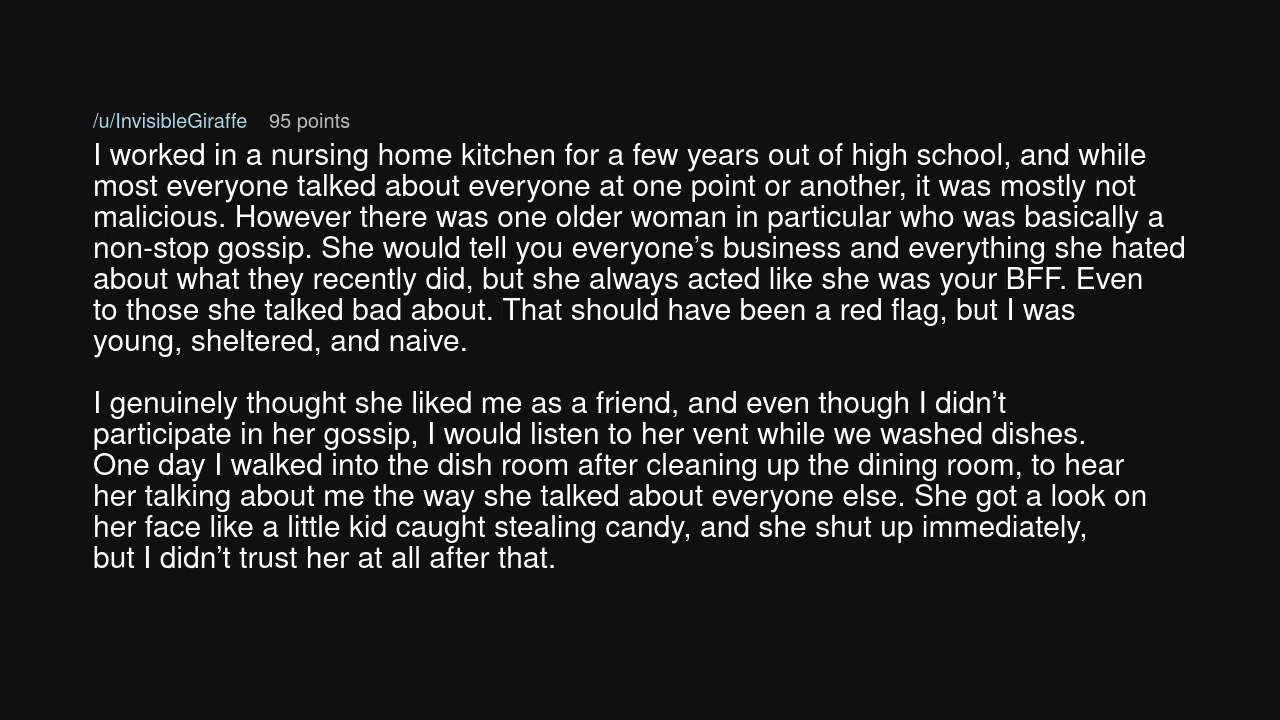 /u/InvisibleGiraffe 95 points
I worked in a nursing home kitchen for a few years out of high school, and while
most everyone talked about everyone at one point or another, it was mostly not
malicious. However there was one older woman in particular who was basically a
non-stop gossip. She would tell you everyone’s business and everything she hated
about what they recently did, but she always acted like she was your BFF. Even
to those she talked bad about. That should have been a red flag, but I was
young, sheltered, and naive.
I genuinely thought she liked me as a friend, and even though I didn’t
participate in her gossip, I would listen to her vent while we washed dishes.
One day I walked into the dish room after cleaning up the dining room, to hear
her talking about me the way she talked about everyone else. She got a look on
her face like a little kid caught stealing candy, and she shut up immediately,
but I didn’t trust her at all after that.